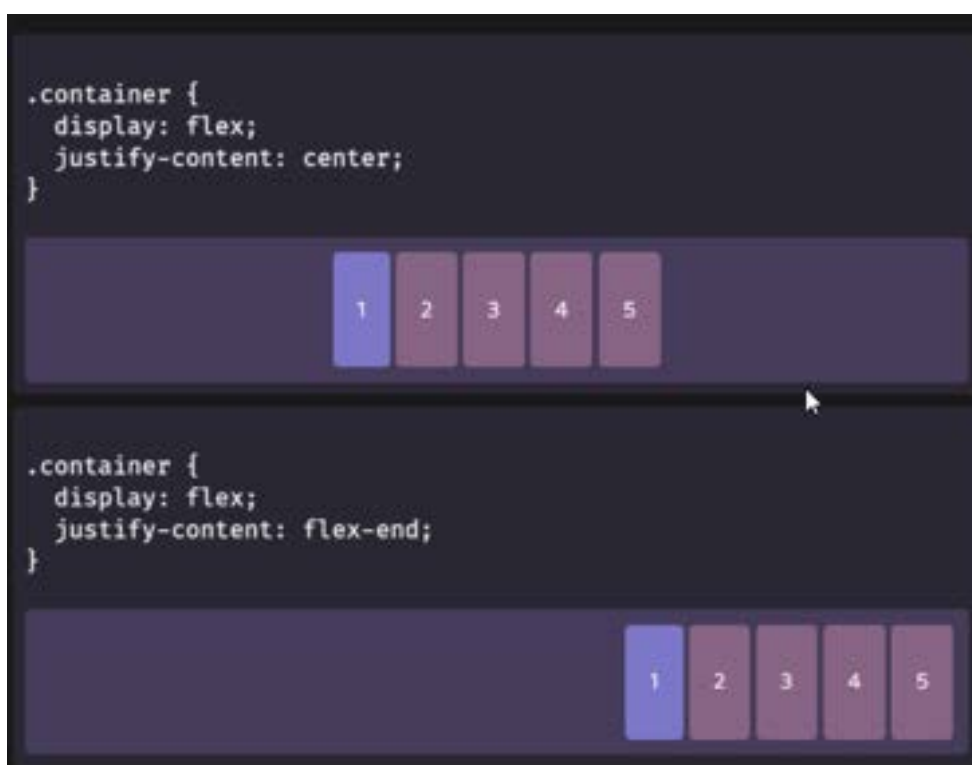 .container {
  display: flex;
  justify-content: center;
}
1 2 3 4 5
.container {
  display: flex;
  justify-content: flex-end;
}
1 2 3 4 5